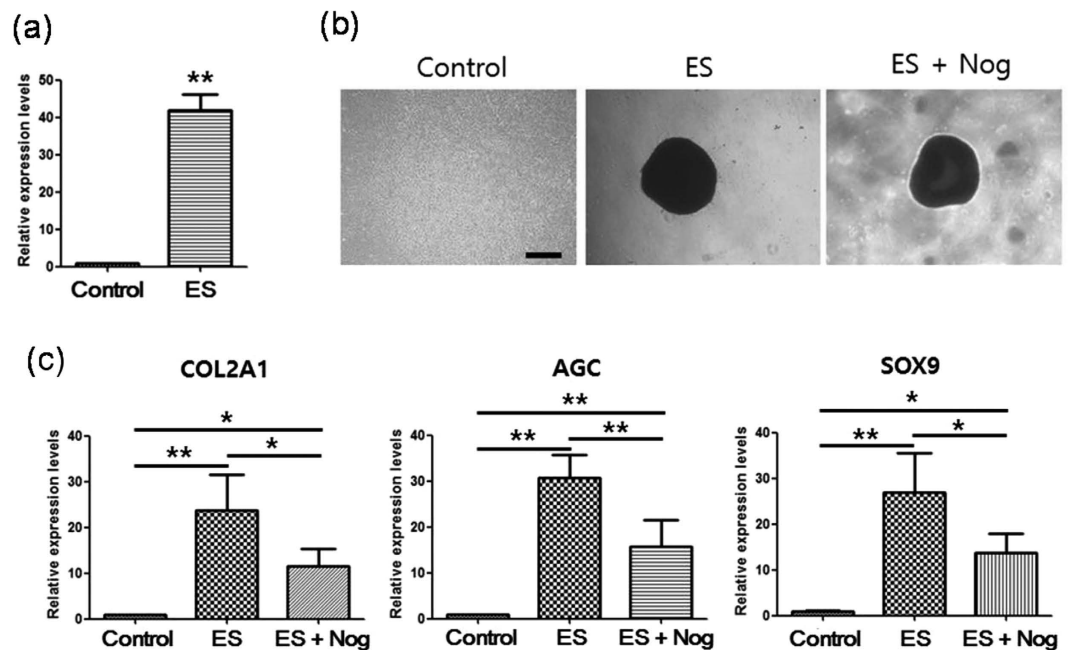 (a)
**
Relative expression levels
50
40
30
20
10
0
Control ES
(b)
Control ES ES + Nog
(c)
COL2A1
*
** *
Relative expression levels
40
30
20
10
0
Control ES ES + Nog
AGC
**
** **
Relative expression levels
40
30
20
10
0
Control ES ES + Nog
SOX9
*
** *
Relative expression levels
40
30
20
10
0
Control ES ES + Nog